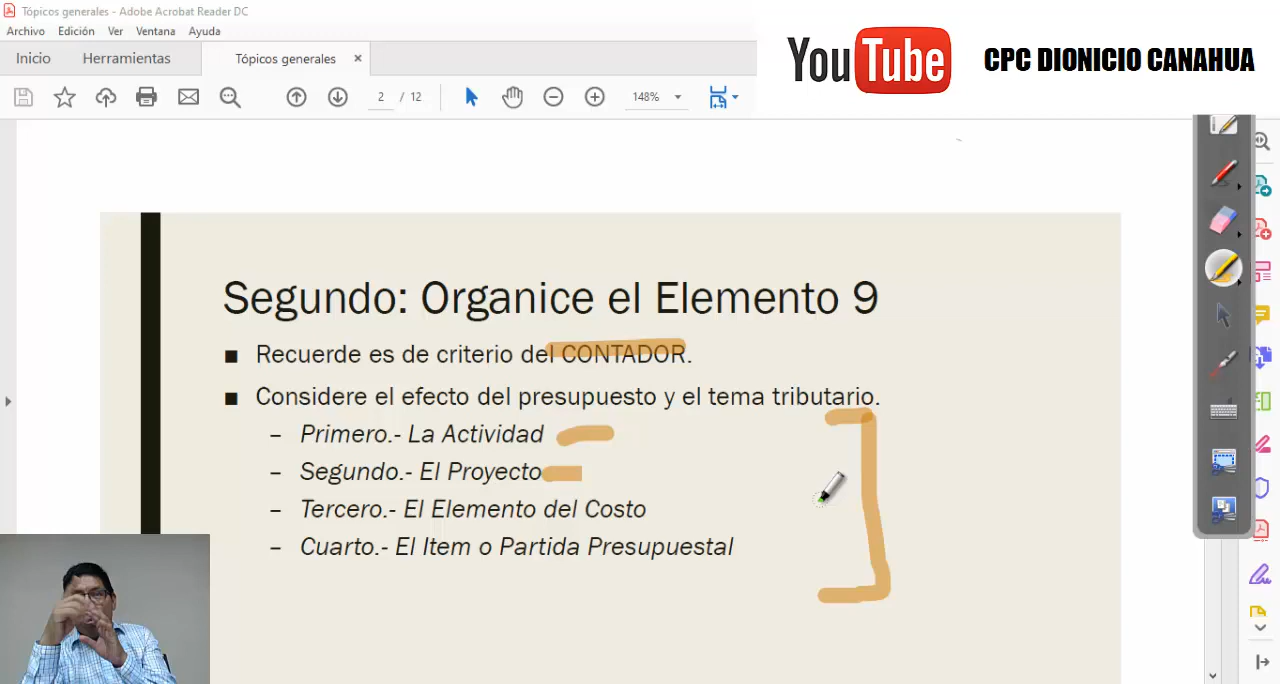 Tópicos generales - Adobe Acrobat Reader DC
Archivo Edición Ver Ventana Ayuda
Inicio Herramientas Tópicos generales ×
2 / 12 148%
YouTube CPC DIONICIO CANAHUA
Segundo: Organice el Elemento 9
■ Recuerde es de criterio del CONTADOR.
■ Considere el efecto del presupuesto y el tema tributario.
– Primero.- La Actividad
– Segundo.- El Proyecto
– Tercero.- El Elemento del Costo
– Cuarto.- El Item o Partida Presupuestal